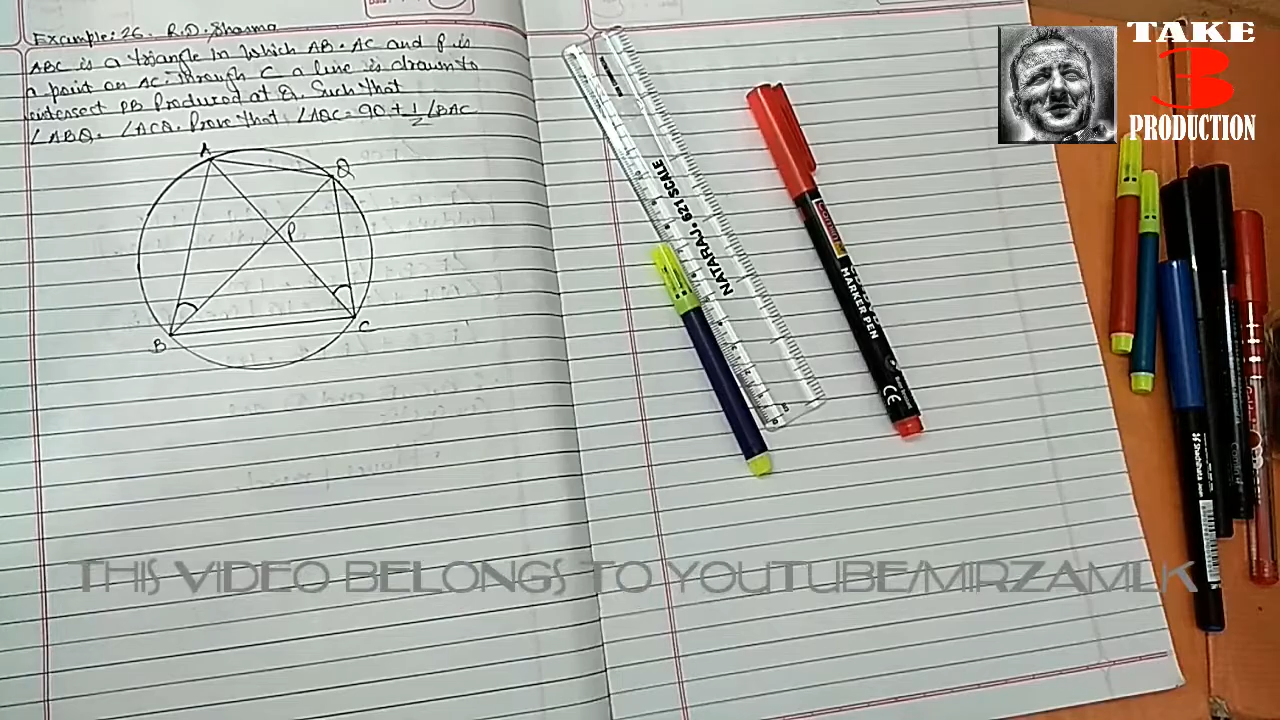 Example: 26. R.D. Sharma
ABC is a triangle in which AB = AC and P is
a point on AC. Through C a line is drawn to
intersect PB Produced at Q. Such that
∠ABQ = ∠ACQ. Prove that ∠AQC = 90 + 1/2 ∠BAC
A
Q
P
B
C
NATARAJ. 621 SCALE
MARKER PEN
CE
TAKE
3
PRODUCTION
THIS VIDEO BELONGS TO YOUTUBE/MIRZAMLK